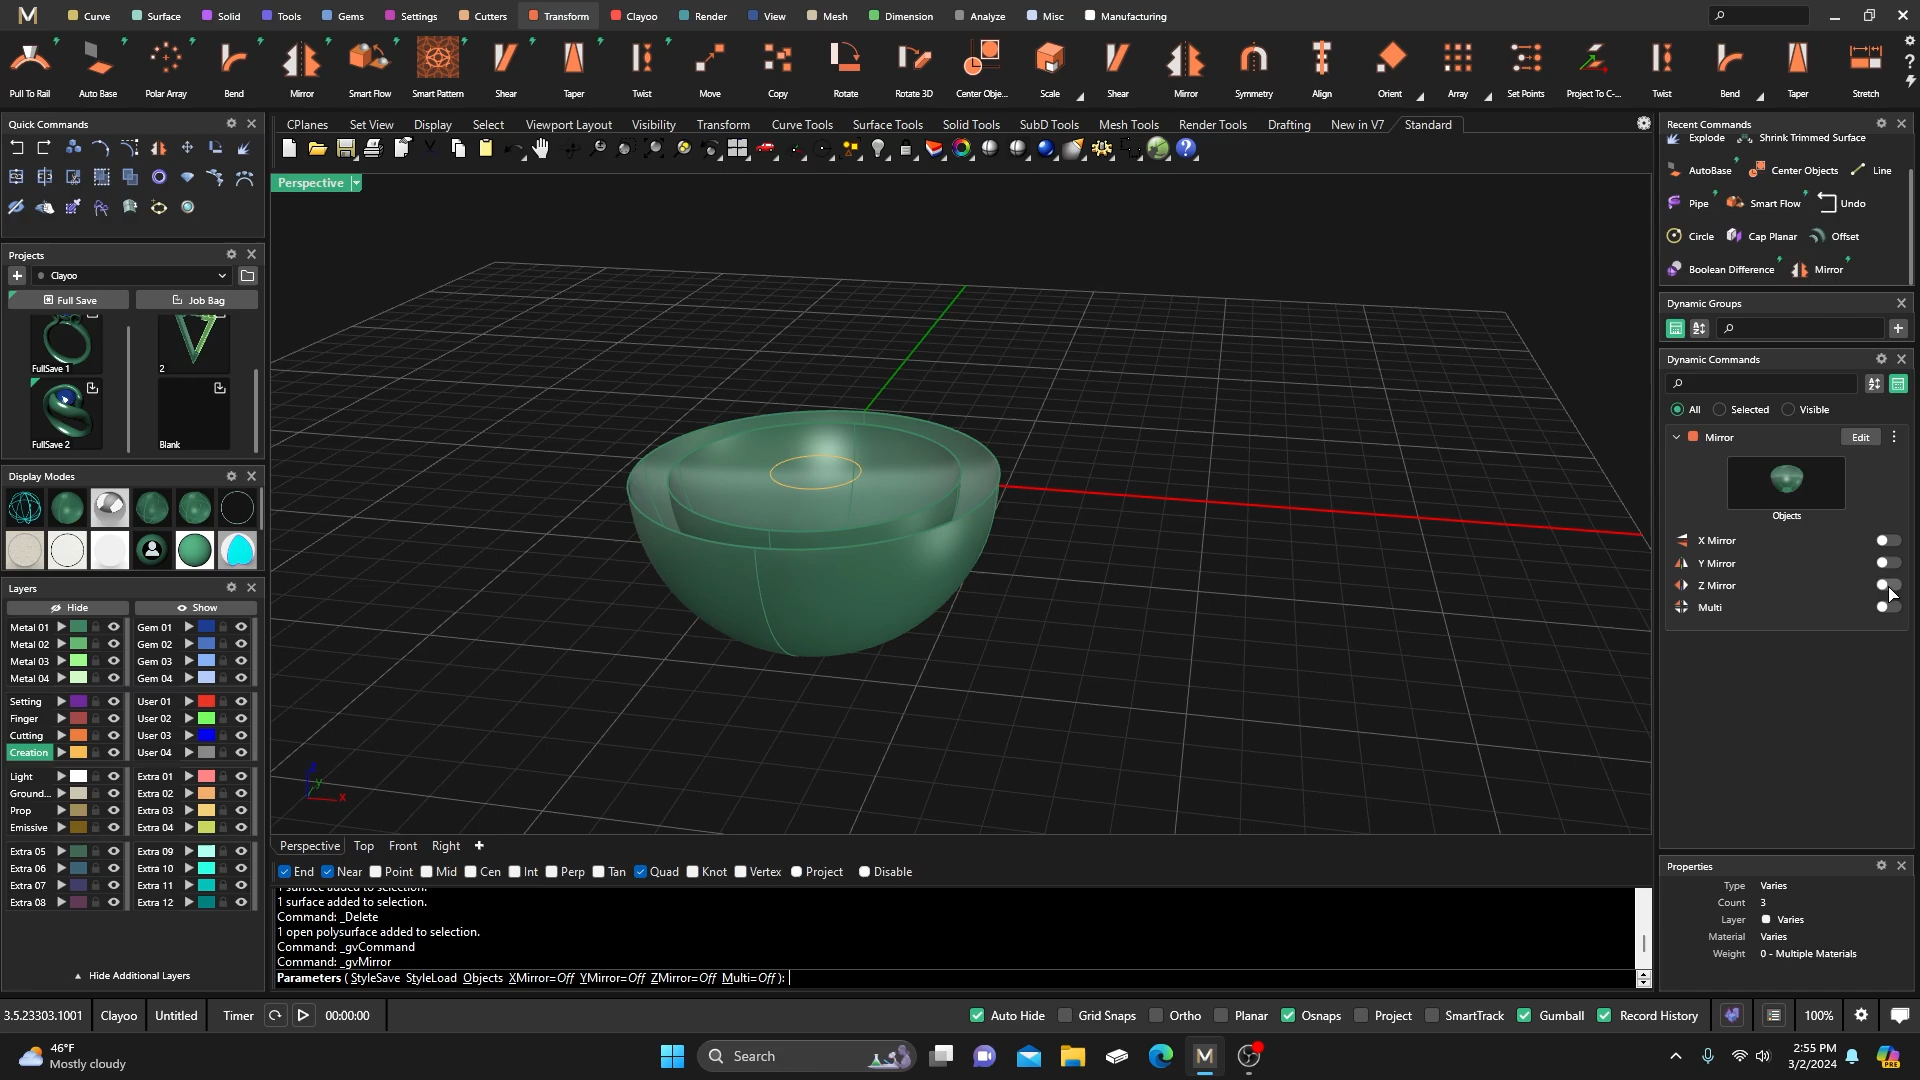 Curve Surface Solid Tools Gems Settings Cutters Transform Clayoo Render View Mesh Dimension Analyze Misc Manufacturing
Pull To Rail Auto Base Polar Array Bend Mirror Smart Flow Smart Pattern Shear Taper Twist Move Copy Rotate Rotate 3D Center Obje... Scale Shear Mirror Symmetry Align Orient Array Set Points Project To C-... Twist Bend Taper Stretch
Quick Commands
CPlanes Set View Display Select Viewport Layout Visibility Transform Curve Tools Surface Tools Solid Tools SubD Tools Mesh Tools Render Tools Drafting New in V7 Standard
Perspective
Projects
Clayoo
Full Save Job Bag
FullSave 1 2
FullSave 2 Blank
Display Modes
Layers
Hide Show
Metal 01 Gem 01
Metal 02 Gem 02
Metal 03 Gem 03
Metal 04 Gem 04
Setting User 01
Finger User 02
Cutting User 03
Creation User 04
Light Extra 01
Ground... Extra 02
Prop Extra 03
Emissive Extra 04
Extra 05 Extra 09
Extra 06 Extra 10
Extra 07 Extra 11
Extra 08 Extra 12
Hide Additional Layers
z
y
x
Perspective Top Front Right
End Near Point Mid Cen Int Perp Tan Quad Knot Vertex Project Disable
1 surface added to selection.
1 surface added to selection.
Command: _Delete
1 open polysurface added to selection.
Command: _gvCommand
Command: _gvMirror
Parameters ( StyleSave StyleLoad Objects XMirror=Off YMirror=Off ZMirror=Off Multi=Off ):
Recent Commands
Explode Shrink Trimmed Surface
AutoBase Center Objects Line
Pipe Smart Flow Undo
Circle Cap Planar Offset
Boolean Difference Mirror
Dynamic Groups
Dynamic Commands
All Selected Visible
Mirror Edit
Objects
X Mirror
Y Mirror
Z Mirror
Multi
Properties
Type Varies
Count 3
Layer Varies
Material Varies
Weight 0 - Multiple Materials
3.5.23303.1001 Clayoo Untitled Timer 00:00:00 Auto Hide Grid Snaps Ortho Planar Osnaps Project SmartTrack Gumball Record History 100%
46°F
Mostly cloudy
Search
2:55 PM
3/2/2024
PRE